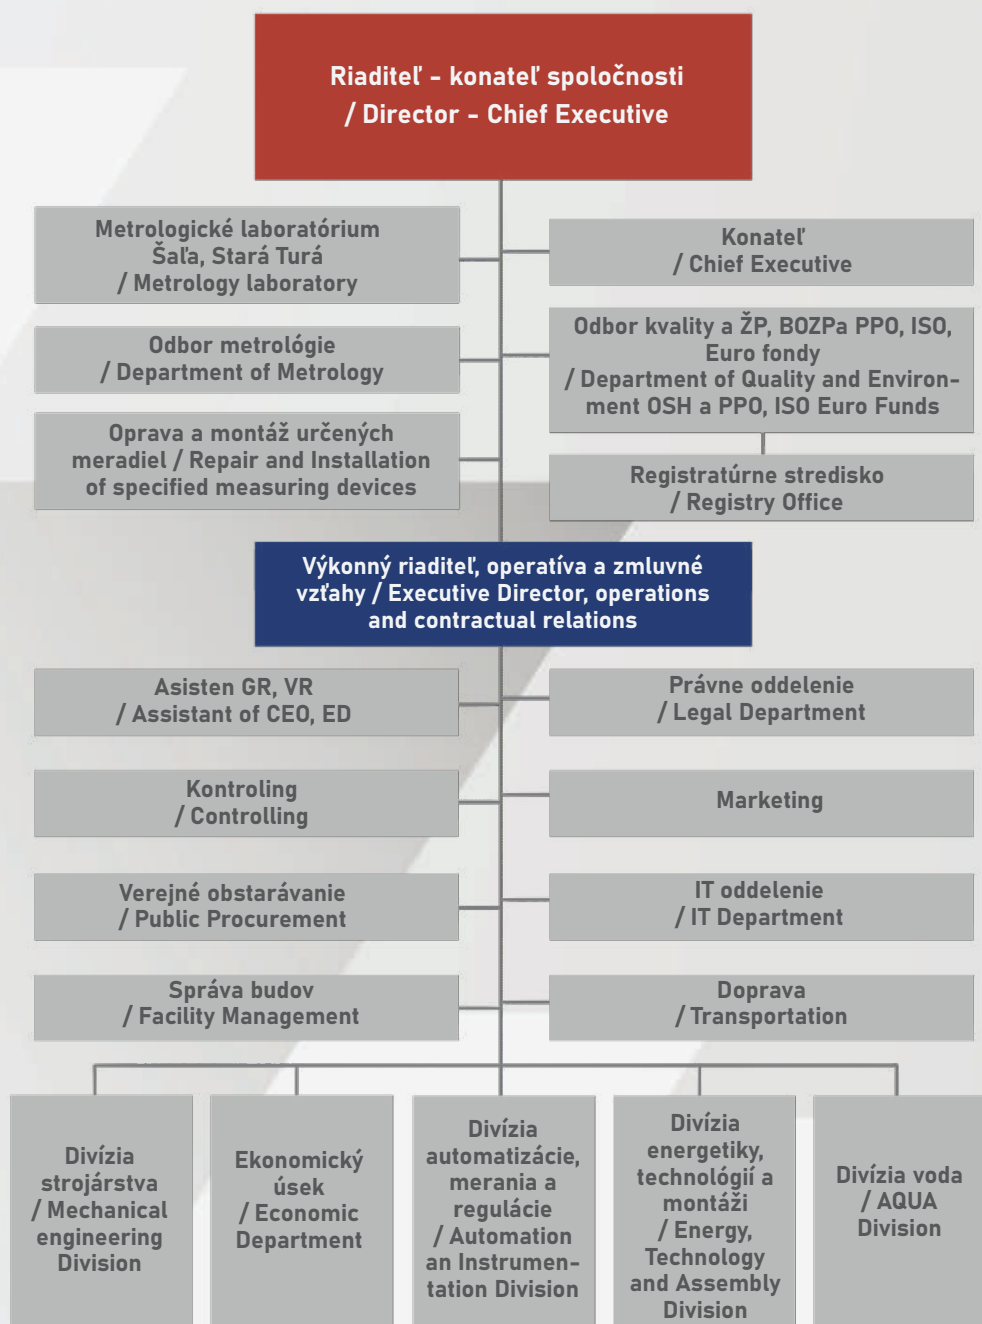 Riaditeľ - konateľ spoločnosti
/ Director - Chief Executive
Metrologické laboratórium
Šaľa, Stará Turá
/ Metrology laboratory
Konateľ
/ Chief Executive
Odbor metrológie
/ Department of Metrology
Odbor kvality a ŽP, BOZPa PPO, ISO,
Euro fondy
/ Department of Quality and Environ-
ment OSH a PPO, ISO Euro Funds
Oprava a montáž určených
meradiel / Repair and Installation
of specified measuring devices
Registratúrne stredisko
/ Registry Office
Výkonný riaditeľ, operatíva a zmluvné
vzťahy / Executive Director, operations
and contractual relations
Asisten GR, VR
/ Assistant of CEO, ED
Právne oddelenie
/ Legal Department
Kontroling
/ Controlling
Marketing
Verejné obstarávanie
/ Public Procurement
IT oddelenie
/ IT Department
Správa budov
/ Facility Management
Doprava
/ Transportation
Divízia
strojárstva
/ Mechanical
engineering
Division
Ekonomický
úsek
/ Economic
Department
Divízia
automatizácie,
merania a
regulácie
/ Automation
an Instrumen-
tation Division
Divízia
energetiky,
technológií a
montáži
/ Energy,
Technology
and Assembly
Division
Divízia voda
/ AQUA
Division